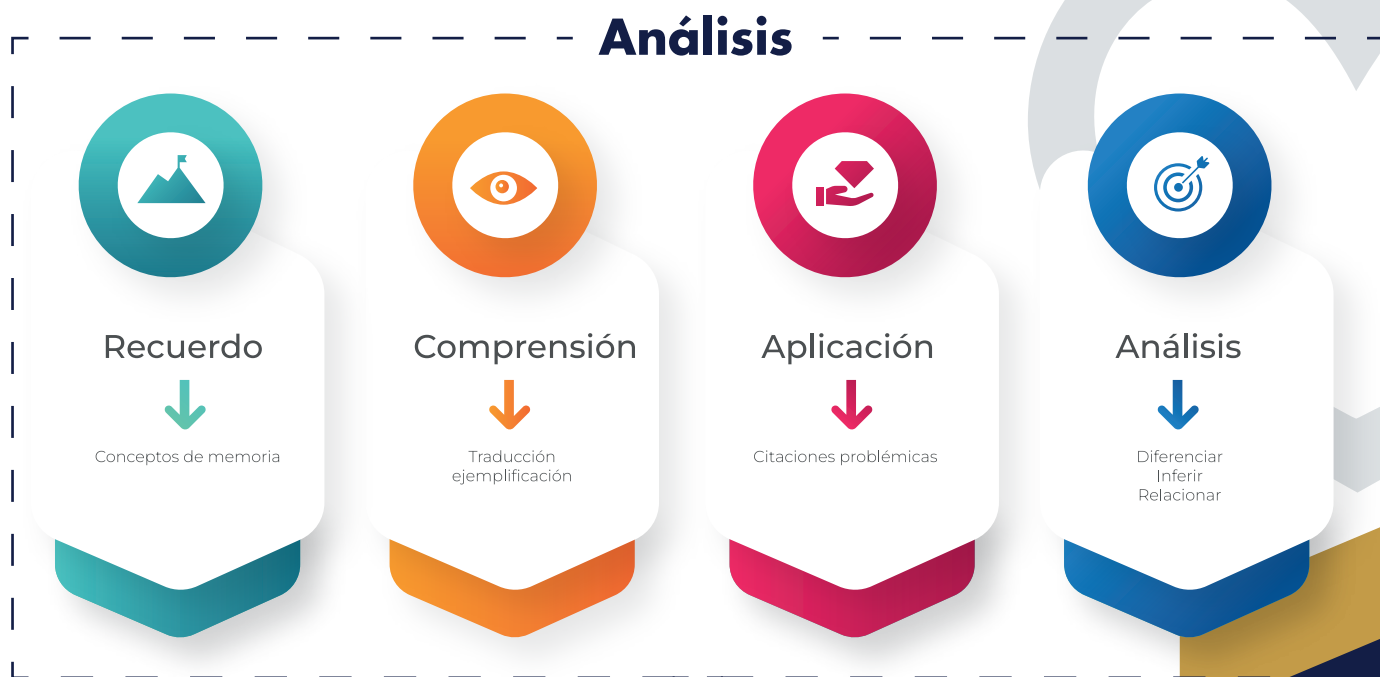 Análisis
Recuerdo
Conceptos de memoria
Comprensión
Traducción
ejemplificación
Aplicación
Citaciones problémicas
Análisis
Diferenciar
Inferir
Relacionar